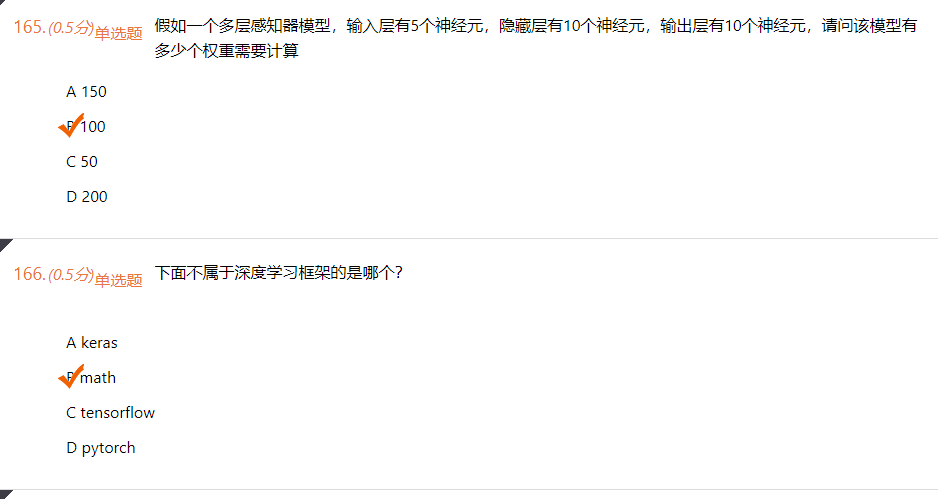 165.(0.5分)单选题 假如一个多层感知器模型，输入层有5个神经元，隐藏层有10个神经元，输出层有10个神经元，请问该模型有
多少个权重需要计算
A 150
B 100
C 50
D 200
166.(0.5分)单选题 下面不属于深度学习框架的是哪个？
A keras
B math
C tensorflow
D pytorch